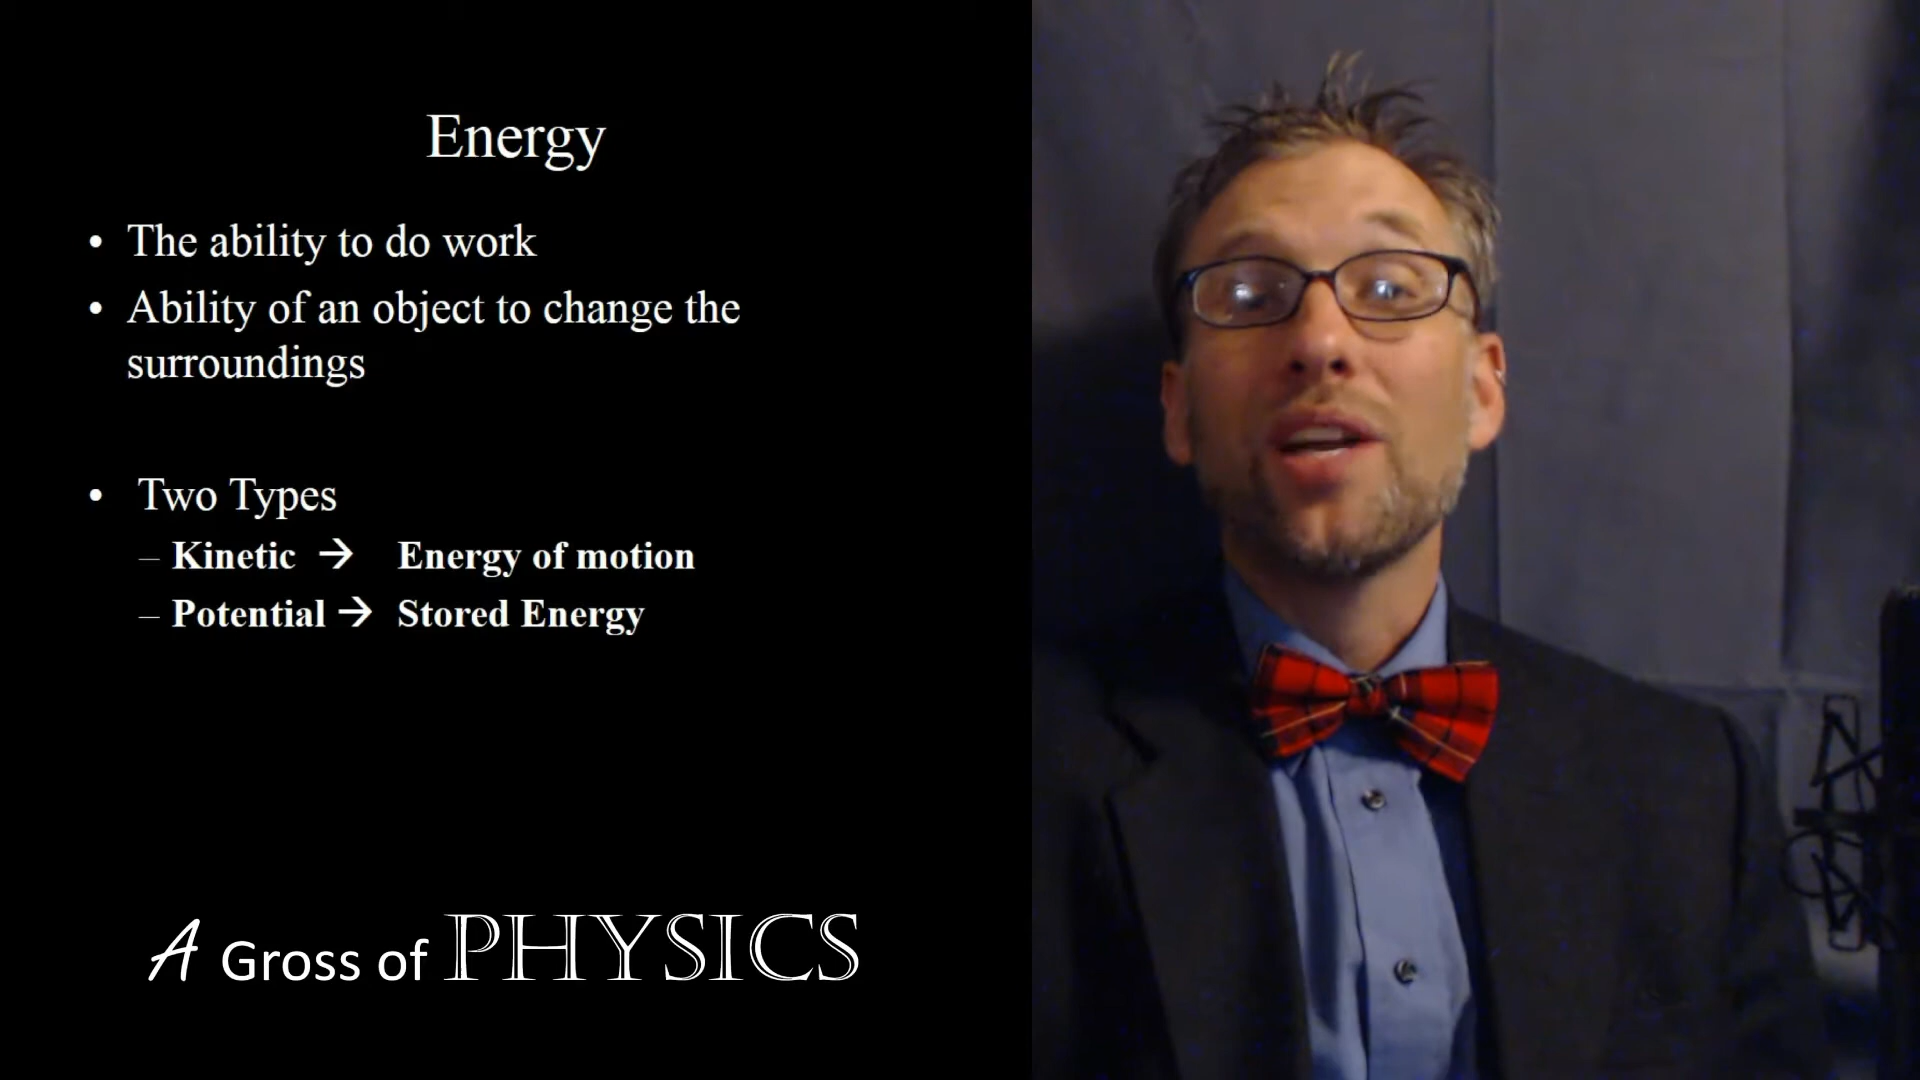 Energy
• The ability to do work
• Ability of an object to change the
surroundings
• Two Types
– Kinetic → Energy of motion
– Potential → Stored Energy
A Gross of PHYSICS